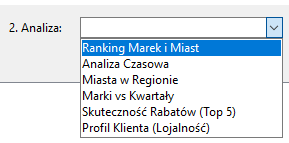 2. Analiza:
Ranking Marek i Miast
Analiza Czasowa
Miasta w Regionie
Marki vs Kwartały
Skuteczność Rabatów (Top 5)
Profil Klienta (Lojalność)